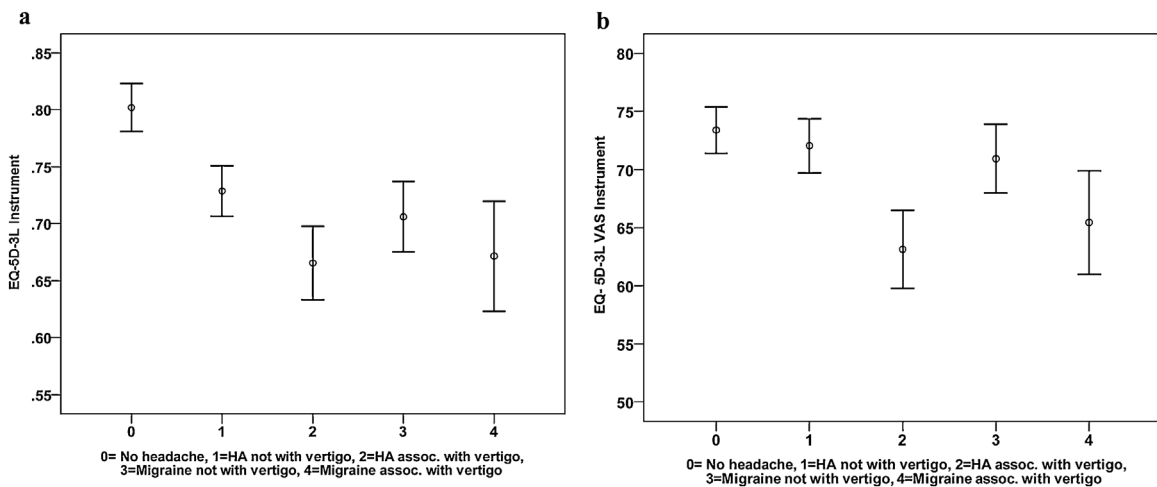 a
.85
.80
.75
.70
.65
.60
.55
EQ-5D-3L Instrument
0 1 2 3 4
0= No headache, 1=HA not with vertigo, 2=HA assoc. with vertigo,
3=Migraine not with vertigo, 4=Migraine assoc. with vertigo
b
80
75
70
65
60
55
50
EQ- 5D-3L VAS Instrument
0 1 2 3 4
0= No headache, 1=HA not with vertigo, 2=HA assoc. with vertigo,
3=Migraine not with vertigo, 4=Migraine assoc. with vertigo